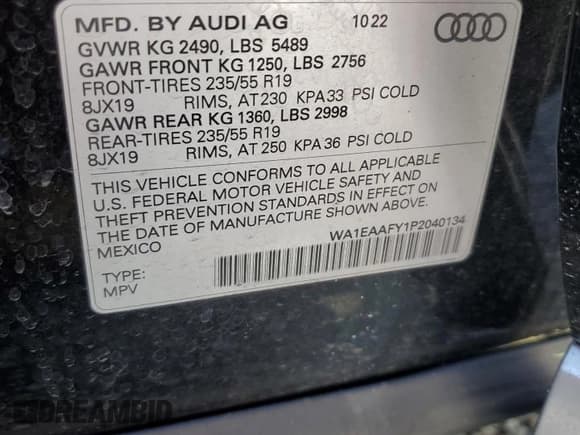 MFD. BY AUDI AG 10 22
GVWR KG 2490, LBS 5489
GAWR FRONT KG 1250, LBS 2756
FRONT-TIRES 235/55 R19
8JX19 RIMS, AT 230 KPA 33 PSI COLD
GAWR REAR KG 1360, LBS 2998
REAR-TIRES 235/55 R19
8JX19 RIMS, AT 250 KPA 36 PSI COLD
THIS VEHICLE CONFORMS TO ALL APPLICABLE
U.S. FEDERAL MOTOR VEHICLE SAFETY AND
THEFT PREVENTION STANDARDS IN EFFECT ON
THE DATE OF MANUFACTURE SHOWN ABOVE.
MEXICO
WA1EAAFY1P2040134
TYPE:
MPV
DREAMBID